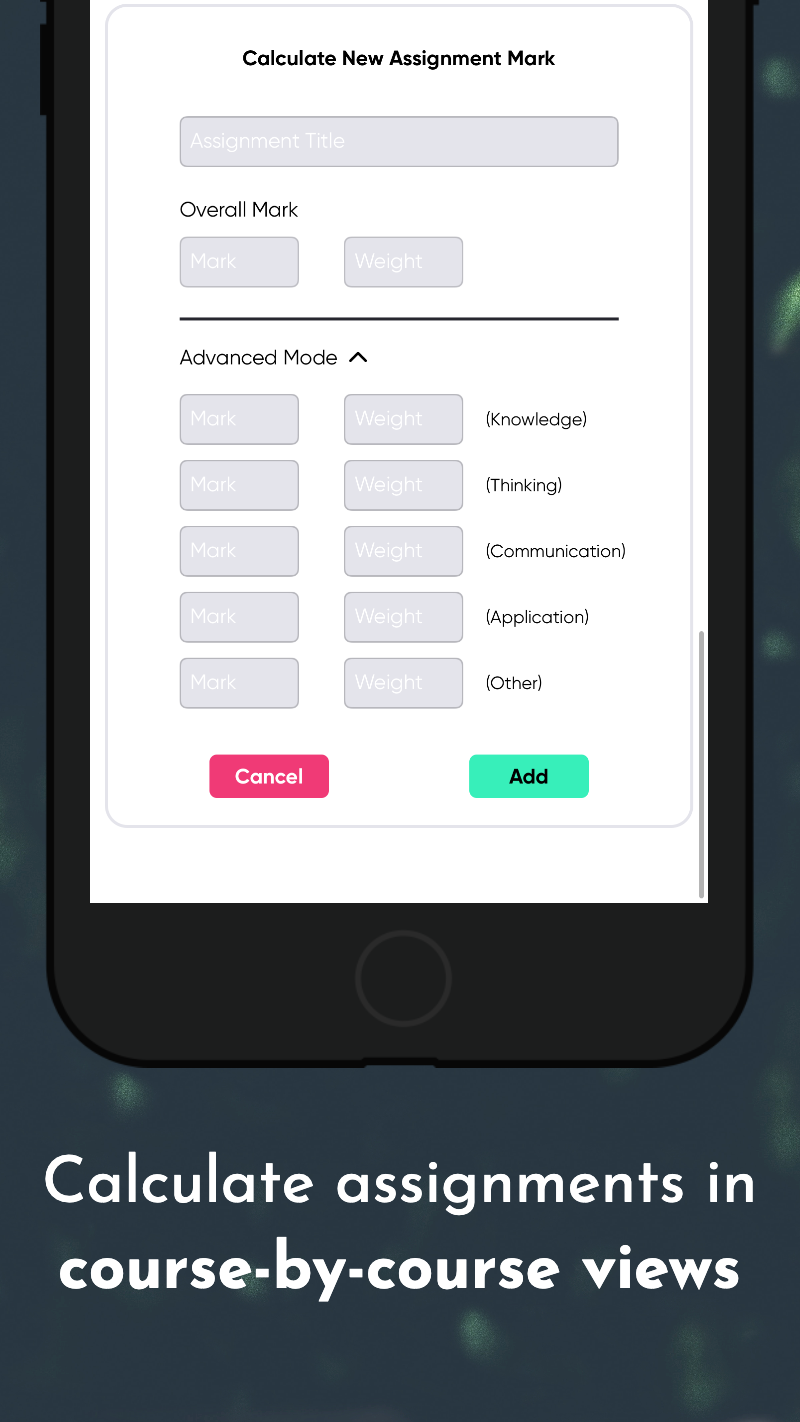 Calculate New Assignment Mark
Assignment Title
Overall Mark
Mark Weight
Advanced Mode
Mark Weight (Knowledge)
Mark Weight (Thinking)
Mark Weight (Communication)
Mark Weight (Application)
Mark Weight (Other)
Cancel Add
Calculate assignments in
course-by-course views